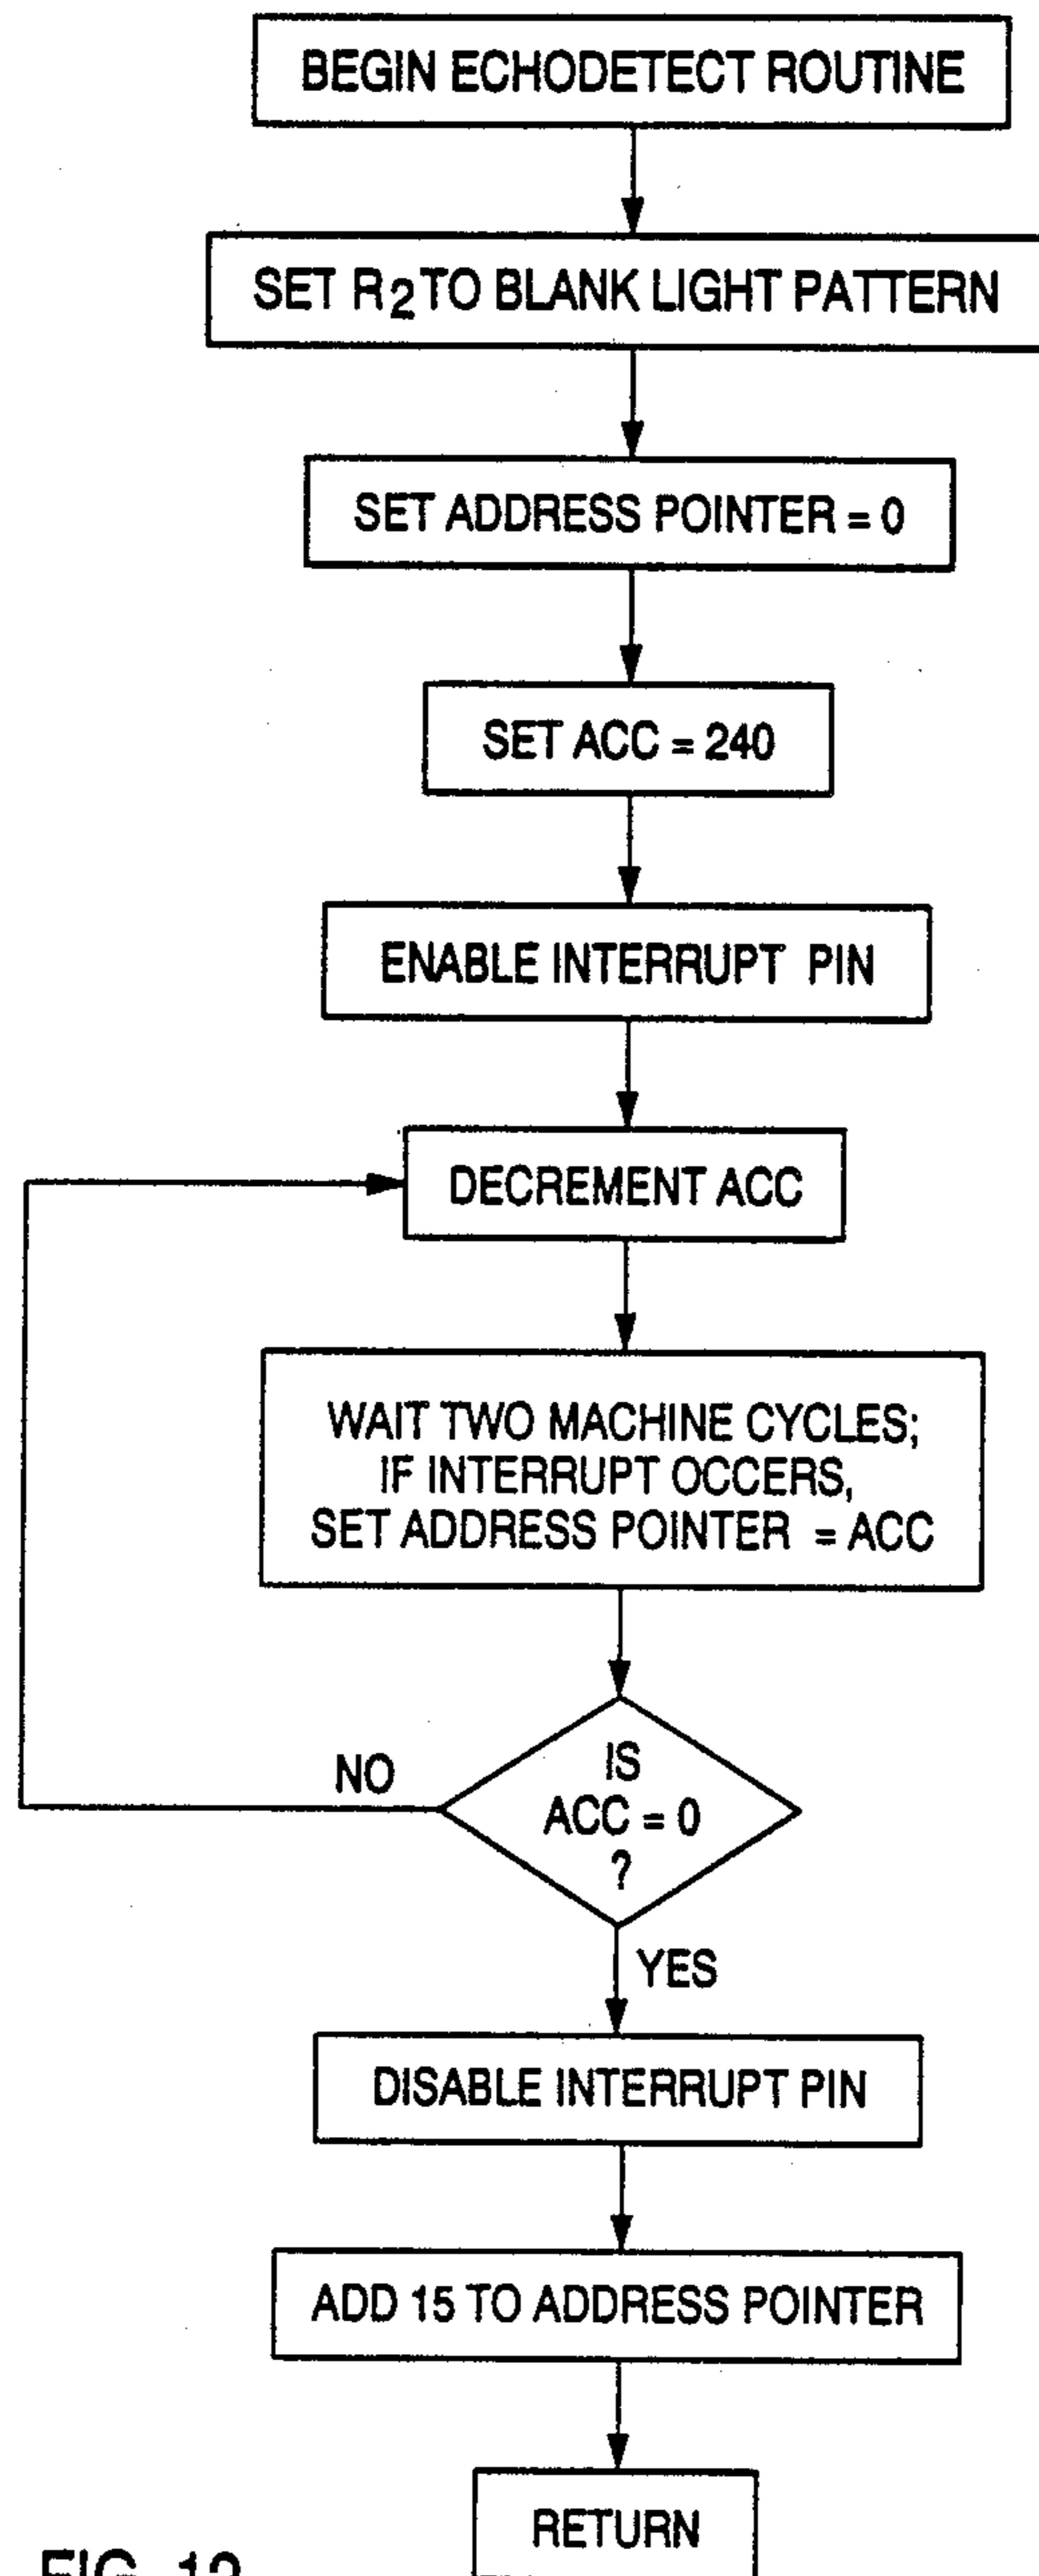 BEGIN ECHODETECT ROUTINE
SET R2 TO BLANK LIGHT PATTERN
SET ADDRESS POINTER = 0
SET ACC = 240
ENABLE INTERRUPT PIN
DECREMENT ACC
WAIT TWO MACHINE CYCLES;
IF INTERRUPT OCCERS,
SET ADDRESS POINTER = ACC
IS
ACC = 0
?
NO
YES
DISABLE INTERRUPT PIN
ADD 15 TO ADDRESS POINTER
RETURN
FIG. 12